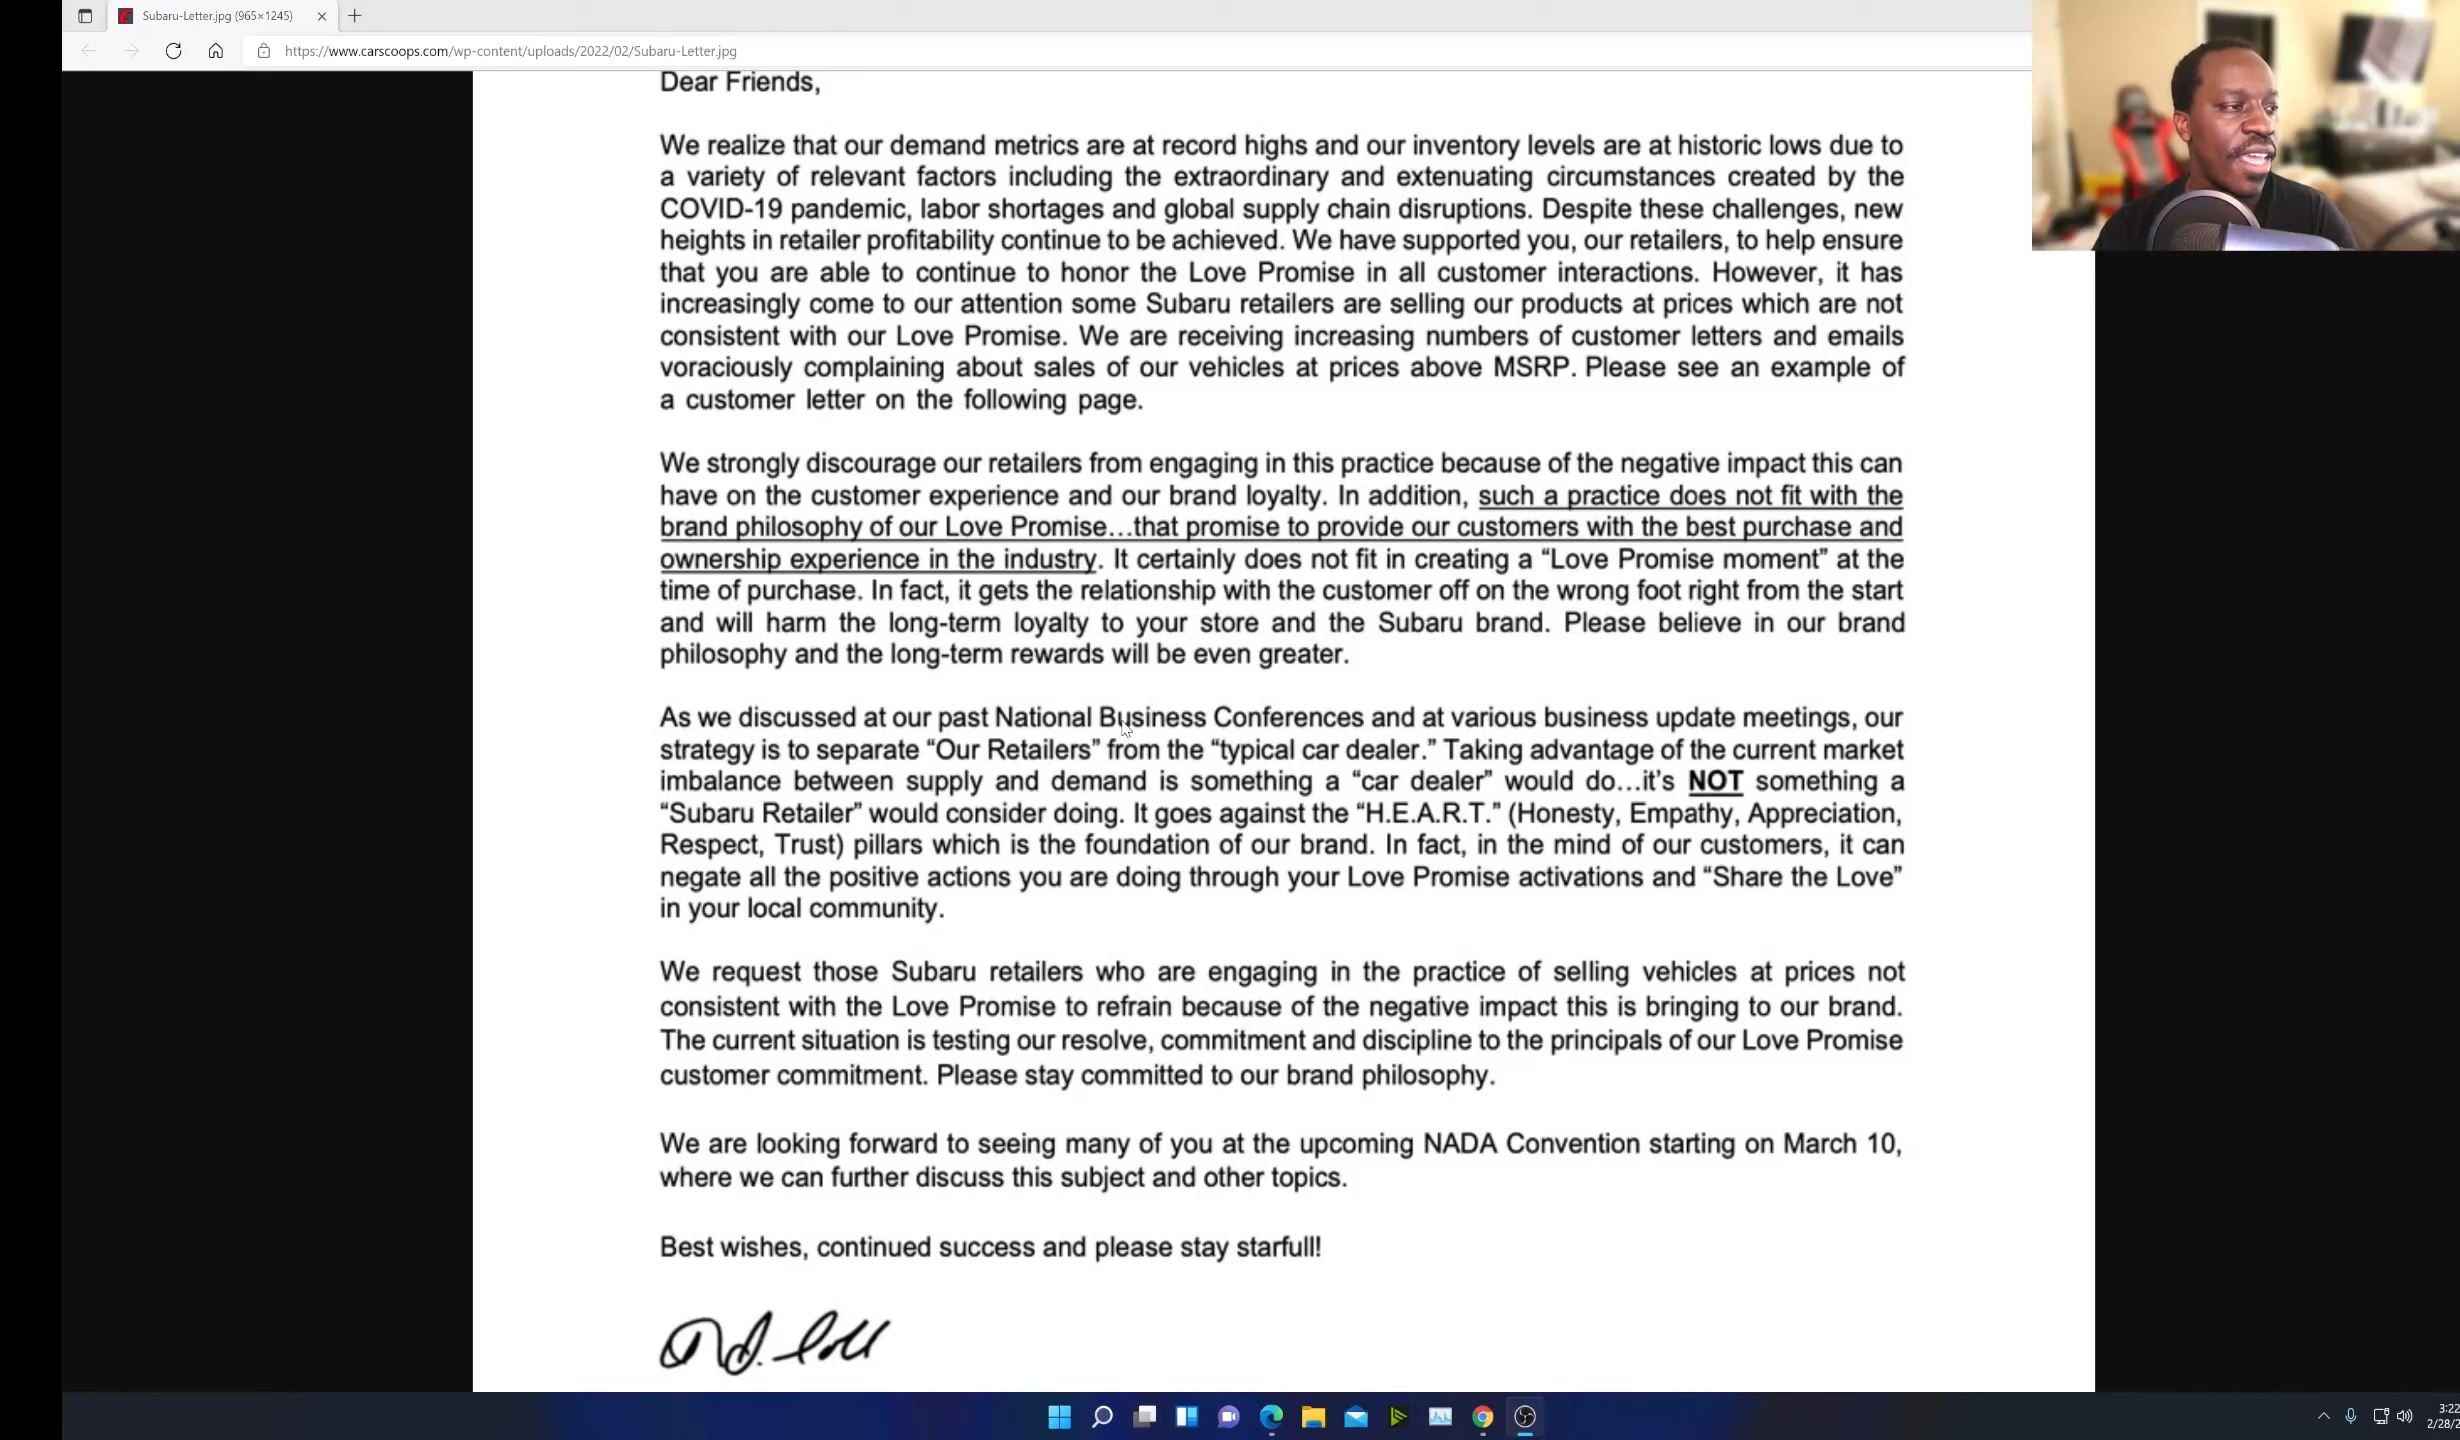 Subaru-Letter.jpg (965×1245)
https://www.carscoops.com/wp-content/uploads/2022/02/Subaru-Letter.jpg
Dear Friends,
We realize that our demand metrics are at record highs and our inventory levels are at historic lows due to
a variety of relevant factors including the extraordinary and extenuating circumstances created by the
COVID-19 pandemic, labor shortages and global supply chain disruptions. Despite these challenges, new
heights in retailer profitability continue to be achieved. We have supported you, our retailers, to help ensure
that you are able to continue to honor the Love Promise in all customer interactions. However, it has
increasingly come to our attention some Subaru retailers are selling our products at prices which are not
consistent with our Love Promise. We are receiving increasing numbers of customer letters and emails
voraciously complaining about sales of our vehicles at prices above MSRP. Please see an example of
a customer letter on the following page.
We strongly discourage our retailers from engaging in this practice because of the negative impact this can
have on the customer experience and our brand loyalty. In addition, such a practice does not fit with the
brand philosophy of our Love Promise…that promise to provide our customers with the best purchase and
ownership experience in the industry. It certainly does not fit in creating a “Love Promise moment” at the
time of purchase. In fact, it gets the relationship with the customer off on the wrong foot right from the start
and will harm the long-term loyalty to your store and the Subaru brand. Please believe in our brand
philosophy and the long-term rewards will be even greater.
As we discussed at our past National Business Conferences and at various business update meetings, our
strategy is to separate “Our Retailers” from the “typical car dealer.” Taking advantage of the current market
imbalance between supply and demand is something a “car dealer” would do…it’s NOT something a
“Subaru Retailer” would consider doing. It goes against the “H.E.A.R.T.” (Honesty, Empathy, Appreciation,
Respect, Trust) pillars which is the foundation of our brand. In fact, in the mind of our customers, it can
negate all the positive actions you are doing through your Love Promise activations and “Share the Love”
in your local community.
We request those Subaru retailers who are engaging in the practice of selling vehicles at prices not
consistent with the Love Promise to refrain because of the negative impact this is bringing to our brand.
The current situation is testing our resolve, commitment and discipline to the principals of our Love Promise
customer commitment. Please stay committed to our brand philosophy.
We are looking forward to seeing many of you at the upcoming NADA Convention starting on March 10,
where we can further discuss this subject and other topics.
Best wishes, continued success and please stay starfull!
3:22
2/28/2